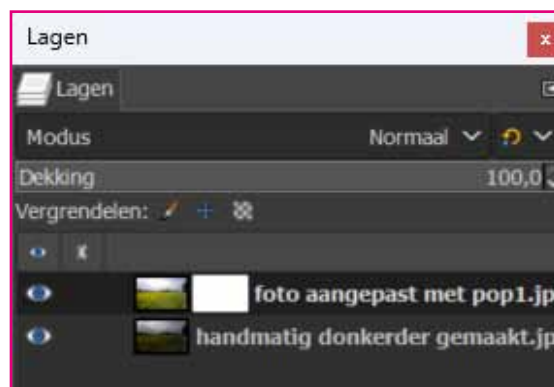 Lagen
Lagen
Modus Normaal
Dekking 100,0
Vergrendelen:
foto aangepast met pop1.jp
handmatig donkerder gemaakt.jp